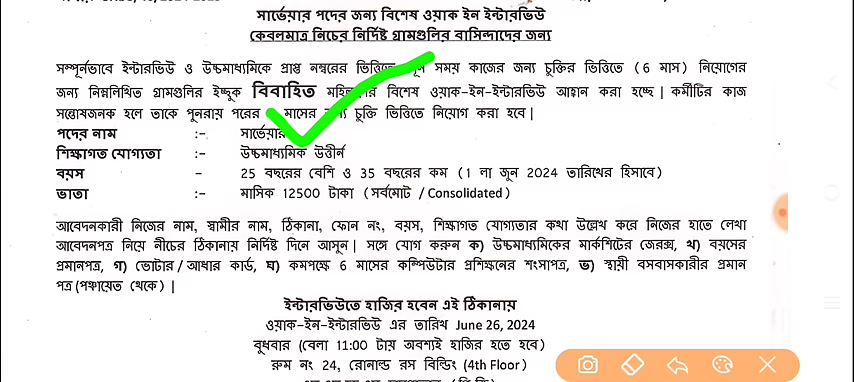 সার্ভেয়ার পদের জন্য বিশেষ ওয়াক ইন ইন্টারভিউ
কেবলমাত্র নিচের নির্দিষ্ট গ্রামগুলির বাসিন্দাদের জন্য
সম্পূর্নভাবে ইন্টারভিউ ও উচ্চমাধ্যমিকে প্রাপ্ত নম্বরের ভিত্তিতে সময় কাজের জন্য চুক্তির ভিত্তিতে (6 মাস) নিয়োগের
জন্য নিম্নলিখিত গ্রামগুলির ইচ্ছুক বিবাহিত বিশেষ ওয়াক-ইন-ইন্টারভিউ আহ্বান করা হচ্ছে | কর্মীটির কাজ
সন্তোষজনক হলে তাকে পুনরায় পরের মাসের চুক্তি ভিত্তিতে নিয়োগ করা হবে |
পদের নাম :- সার্ভেয়ার
শিক্ষাগত যোগ্যতা :- উচ্চমাধ্যমিক উত্তীর্ন
বয়স - 25 বছরের বেশি ও 35 বছরের কম (1 লা জুন 2024 তারিখের হিসাবে)
ভাতা :- মাসিক 12500 টাকা (সর্বমোট / Consolidated)
আবেদনকারী নিজের নাম, স্বামীর নাম, ঠিকানা, ফোন নং, বয়স, শিক্ষাগত যোগ্যতার কথা উল্লেখ করে নিজের হাতে লেখা
আবেদনপত্র নিয়ে নীচের ঠিকানায় নির্দিষ্ট দিনে আসুন | সঙ্গে যোগ করুন ক) উচ্চমাধ্যমিকের মার্কশিটের জেরক্স, খ) বয়সের
প্রমানপত্র, গ) ভোটার / আধার কার্ড, ঘ) কমপক্ষে 6 মাসের কম্পিউটার প্রশিক্ষনের শংসাপত্র, ঙ) স্থায়ী বসবাসকারীর প্রমান
পত্র (পঞ্চায়েত থেকে) |
ইন্টারভিউতে হাজির হবেন এই ঠিকানায়
ওয়াক-ইন-ইন্টারভিউ এর তারিখ June 26, 2024
বুধবার (বেলা 11:00 টায় অবশ্যই হাজির হতে হবে)
রুম নং 24, রোনাল্ড রস বিল্ডিং (4th Floor)